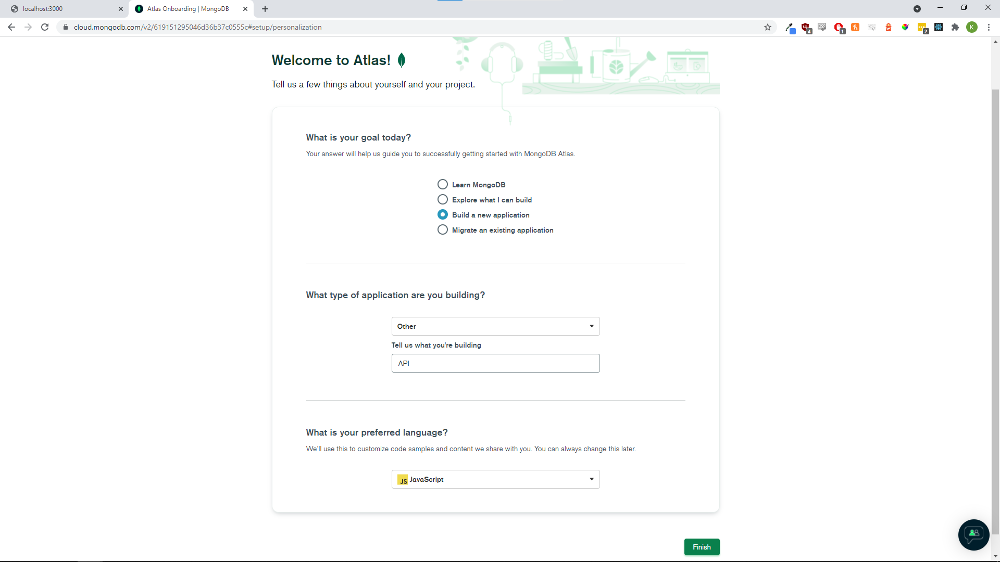 localhost:3000
Atlas Onboarding | MongoDB
cloud.mongodb.com/v2/619151295046d36b37c0555c#setup/personalization
4
1
2
K
Welcome to Atlas!
Tell us a few things about yourself and your project.
What is your goal today?
Your answer will help us guide you to successfully getting started with MongoDB Atlas.
Learn MongoDB
Explore what I can build
Build a new application
Migrate an existing application
What type of application are you building?
Other
Tell us what you're building
API
What is your preferred language?
We'll use this to customize code samples and content we share with you. You can always change this later.
JS JavaScript
Finish